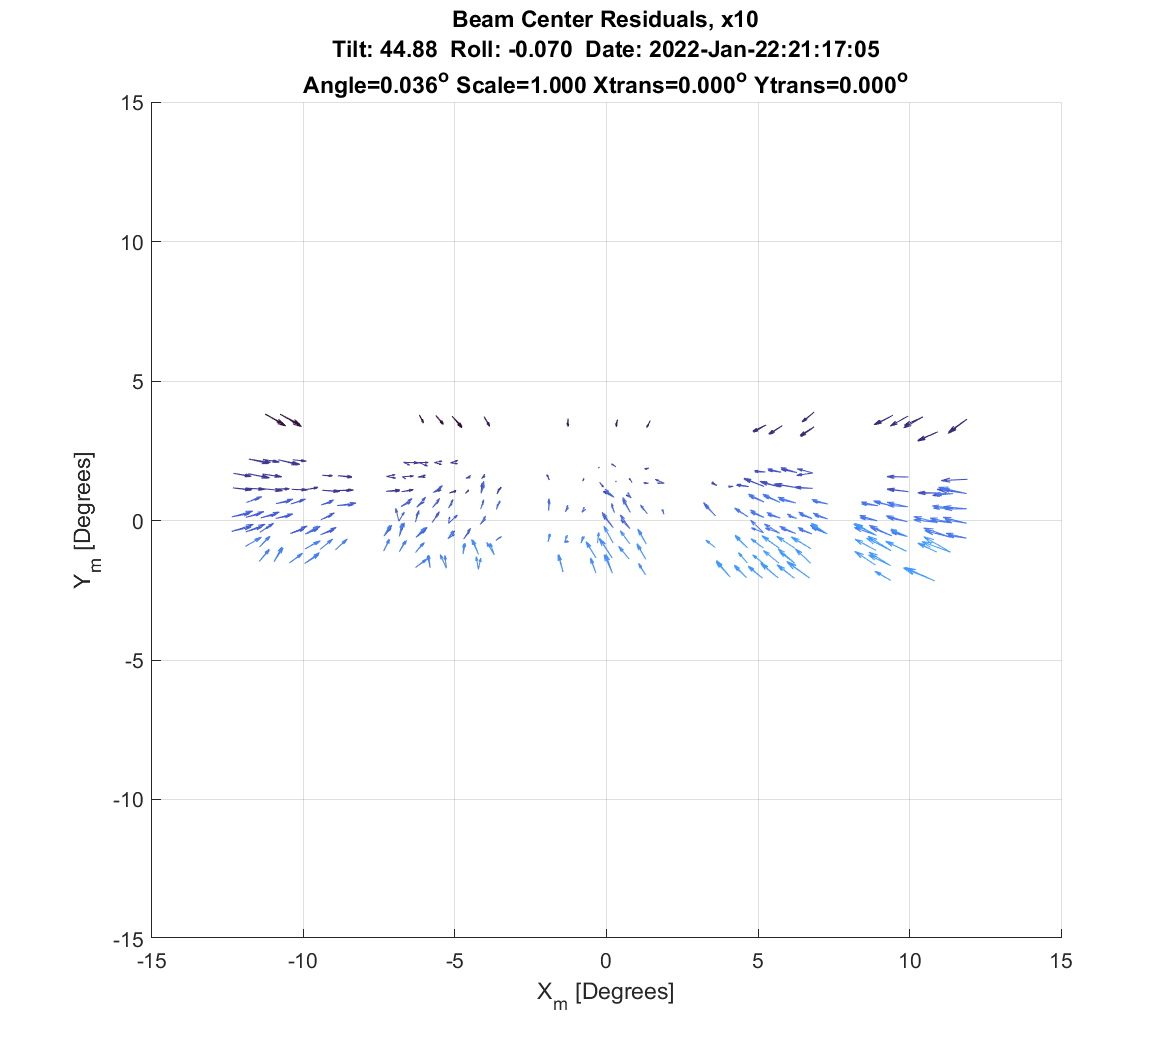 Beam Center Residuals, x10
Tilt: 44.88 Roll: -0.070 Date: 2022-Jan-22:21:17:05
Angle=0.036° Scale=1.000 Xtrans=0.000° Ytrans=0.000°
15
10
5
0
-5
-10
-15
Y_m [Degrees]
-15 -10 -5 0 5 10 15
X_m [Degrees]